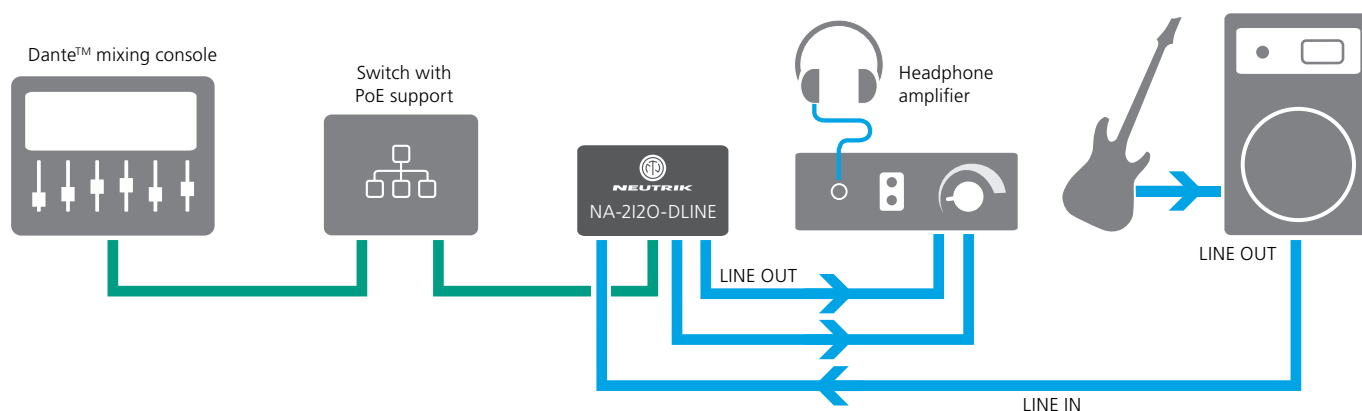 Dante™ mixing console
Switch with
PoE support
NEUTRIK
NA-2I2O-DLINE
Headphone
amplifier
LINE OUT
LINE OUT
LINE IN